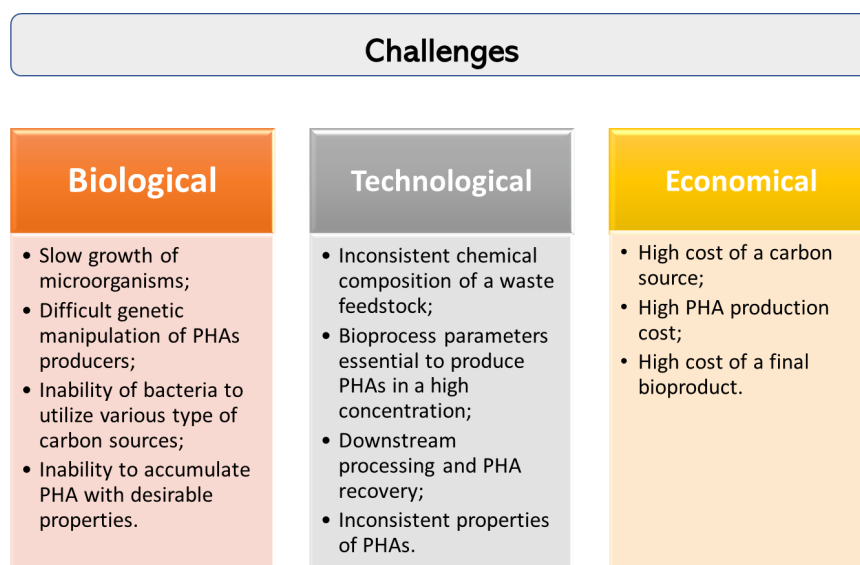 Challenges
Biological
• Slow growth of
microorganisms;
• Difficult genetic
manipulation of PHAs
producers;
• Inability of bacteria to
utilize various type of
carbon sources;
• Inability to accumulate
PHA with desirable
properties.
Technological
• Inconsistent chemical
composition of a waste
feedstock;
• Bioprocess parameters
essential to produce
PHAs in a high
concentration;
• Downstream
processing and PHA
recovery;
• Inconsistent properties
of PHAs.
Economical
• High cost of a carbon
source;
• High PHA production
cost;
• High cost of a final
bioproduct.